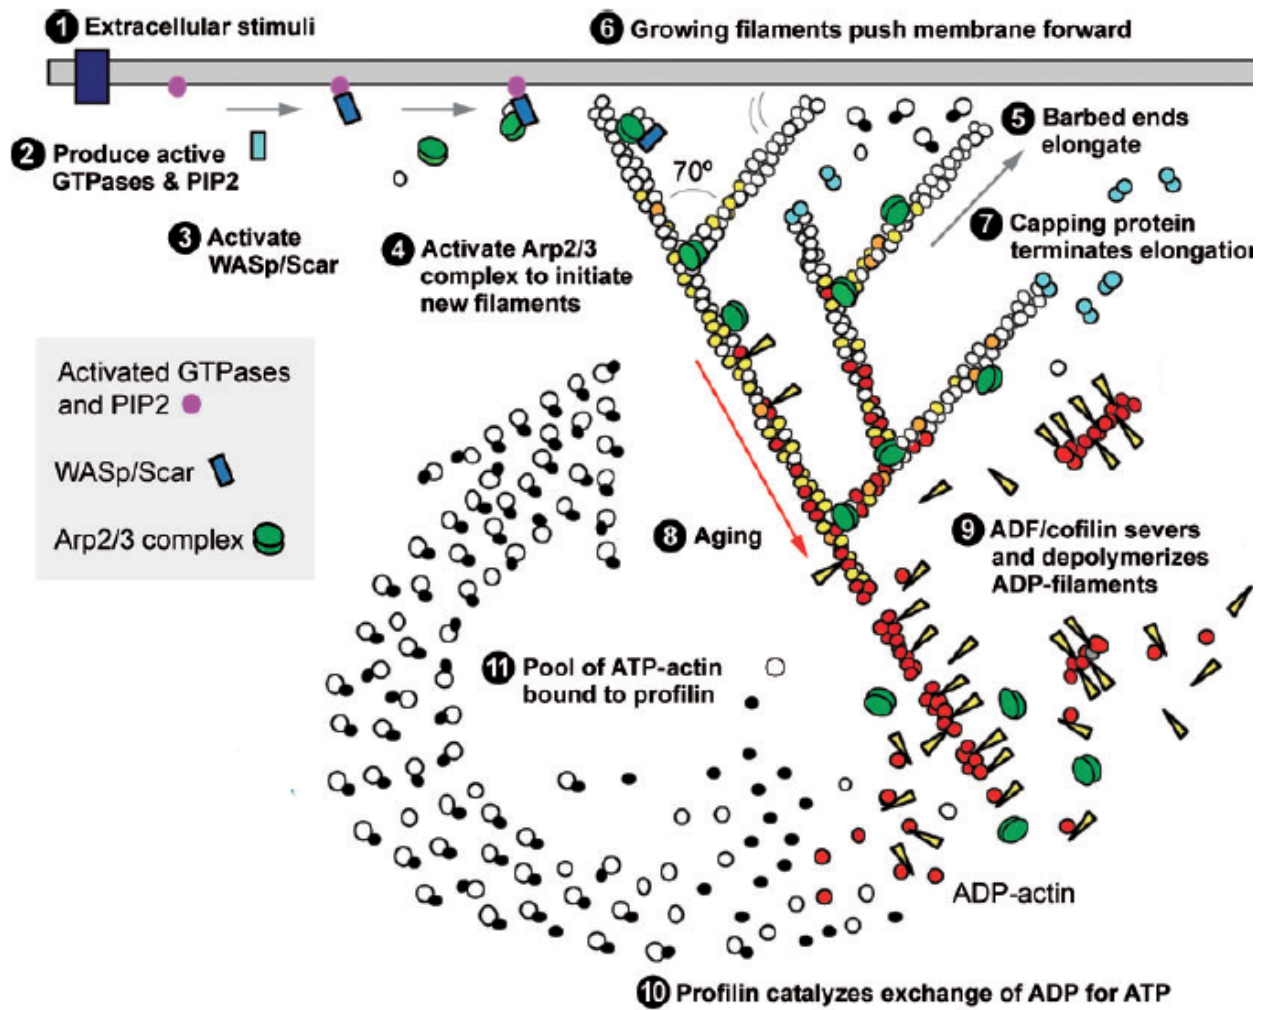 1 Extracellular stimuli
6 Growing filaments push membrane forward
2 Produce active
GTPases & PIP2
3 Activate
WASp/Scar
4 Activate Arp2/3
complex to initiate
new filaments
70º
5 Barbed ends
elongate
7 Capping protein
terminates elongation
Activated GTPases
and PIP2
WASp/Scar
Arp2/3 complex
8 Aging
9 ADF/cofilin severs
and depolymerizes
ADP-filaments
11 Pool of ATP-actin
bound to profilin
ADP-actin
10 Profilin catalyzes exchange of ADP for ATP